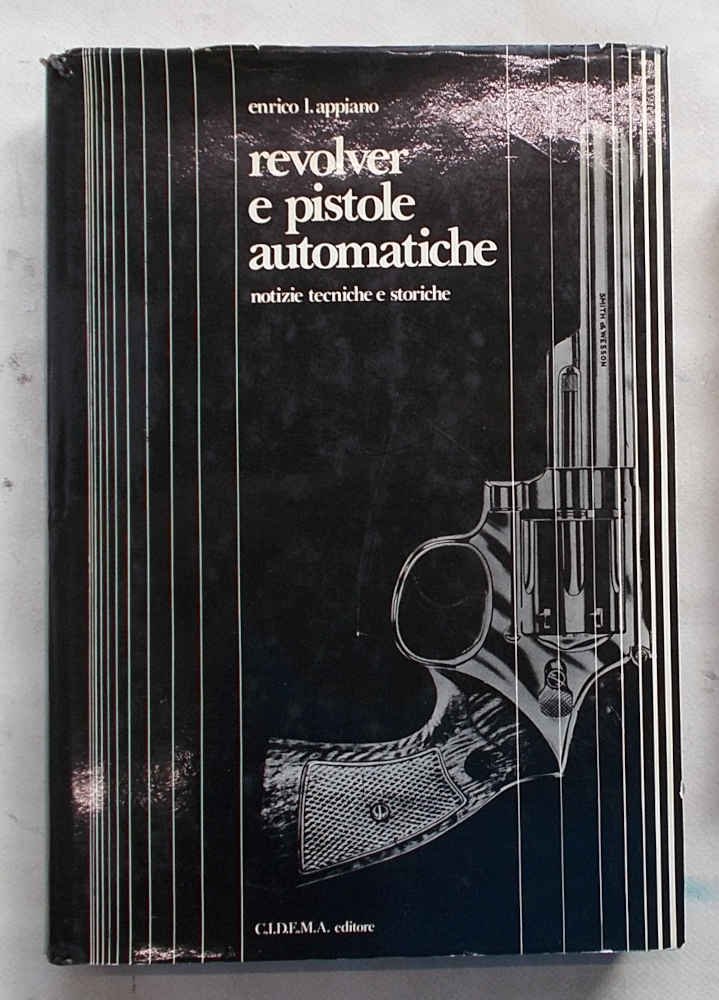 enrico l. appiano
revolver
e pistole
automatiche
notizie tecniche e storiche
SMITH & WESSON
C.I.D.E.M.A. editore